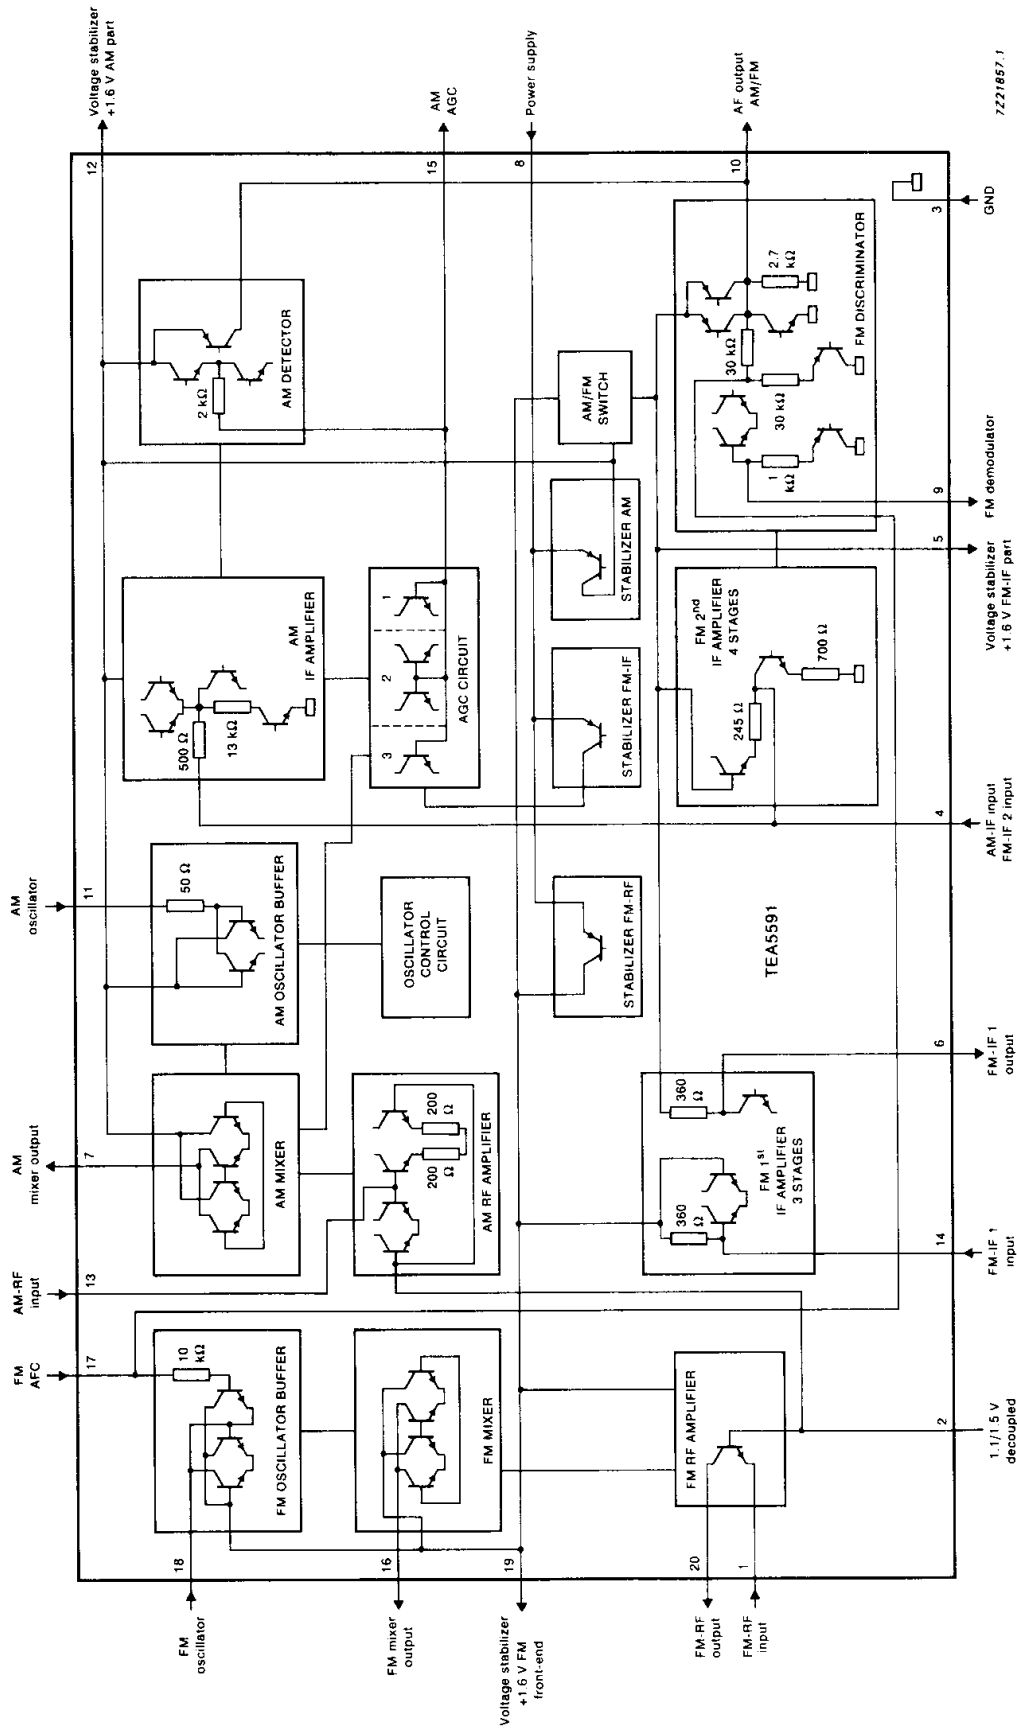 FM
oscillator
18
FM mixer
output
16
Voltage stabilizer
+1.6 V FM
front-end
19
FM-RF
output
20
FM-RF
input
1
FM
AFC
17
10
kΩ
FM OSCILLATOR BUFFER
FM MIXER
FM RF AMPLIFIER
2
1.1/1.5 V
decoupled
AM-RF
input
13
AM
mixer output
7
AM MIXER
200
Ω
200
Ω
AM RF AMPLIFIER
360
Ω
360
Ω
FM 1st
IF AMPLIFIER
3 STAGES
14
FM-IF 1
input
6
FM-IF 1
output
AM
oscillator
11
50 Ω
AM OSCILLATOR BUFFER
OSCILLATOR
CONTROL
CIRCUIT
STABILIZER FM-RF
TEA5591
500 Ω
13 kΩ
AM
IF AMPLIFIER
3
2
1
AGC CIRCUIT
STABILIZER FM-IF
STABILIZER AM
FM 2nd
IF AMPLIFIER
4 STAGES
245 Ω
700 Ω
4
AM-IF input
FM-IF 2 input
5
Voltage stabilizer
+1.6 V FM-IF part
2 kΩ
AM DETECTOR
AM/FM
SWITCH
1
kΩ
30 kΩ
30 kΩ
2.7
kΩ
FM DISCRIMINATOR
9
FM demodulator
3
GND
12
Voltage stabilizer
+1.6 V AM part
15
AM
AGC
8
Power supply
10
AF output
AM/FM
7Z21857.1